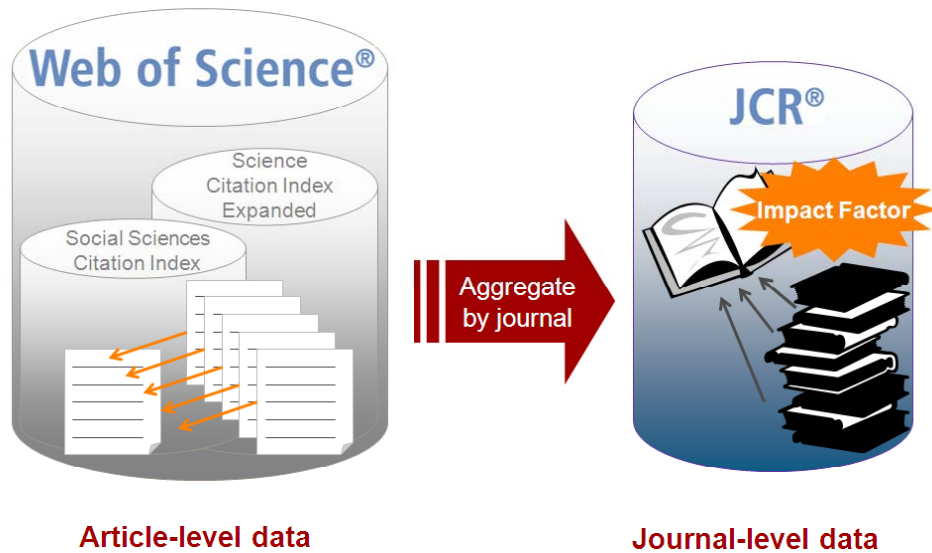 Web of Science®
Science
Citation Index
Expanded
Social Sciences
Citation Index
Aggregate
by journal
JCR®
Impact Factor
Article-level data
Journal-level data